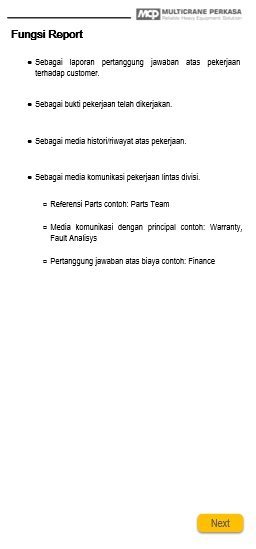 MCP MULTICRANE PERKASA
Reliable Heavy Equipment Solution
Fungsi Report
• Sebagai laporan pertanggung jawaban atas pekerjaan
terhadap customer.
• Sebagai bukti pekerjaan telah dikerjakan.
• Sebagai media histori/riwayat atas pekerjaan.
• Sebagai media komunikasi pekerjaan lintas divisi.
▫ Referensi Parts contoh: Parts Team
▫ Media komunikasi dengan principal contoh: Warranty,
Fault Analisys
▫ Pertanggung jawaban atas biaya contoh: Finance
Next